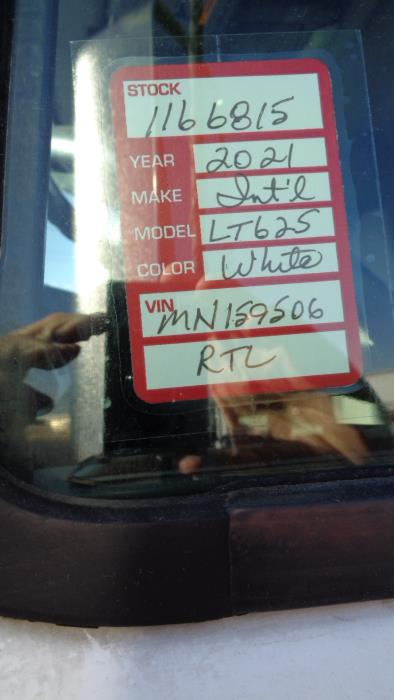 STOCK
1166815
YEAR 2021
MAKE Int'l
MODEL LT625
COLOR White
VIN MN159506
RTL